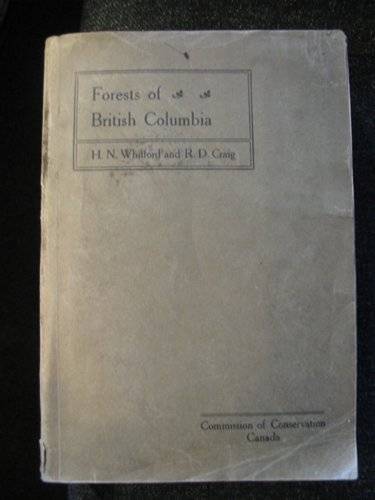 Forests of
British Columbia
H. N. Whitford and R. D. Craig
Commission of Conservation
Canada